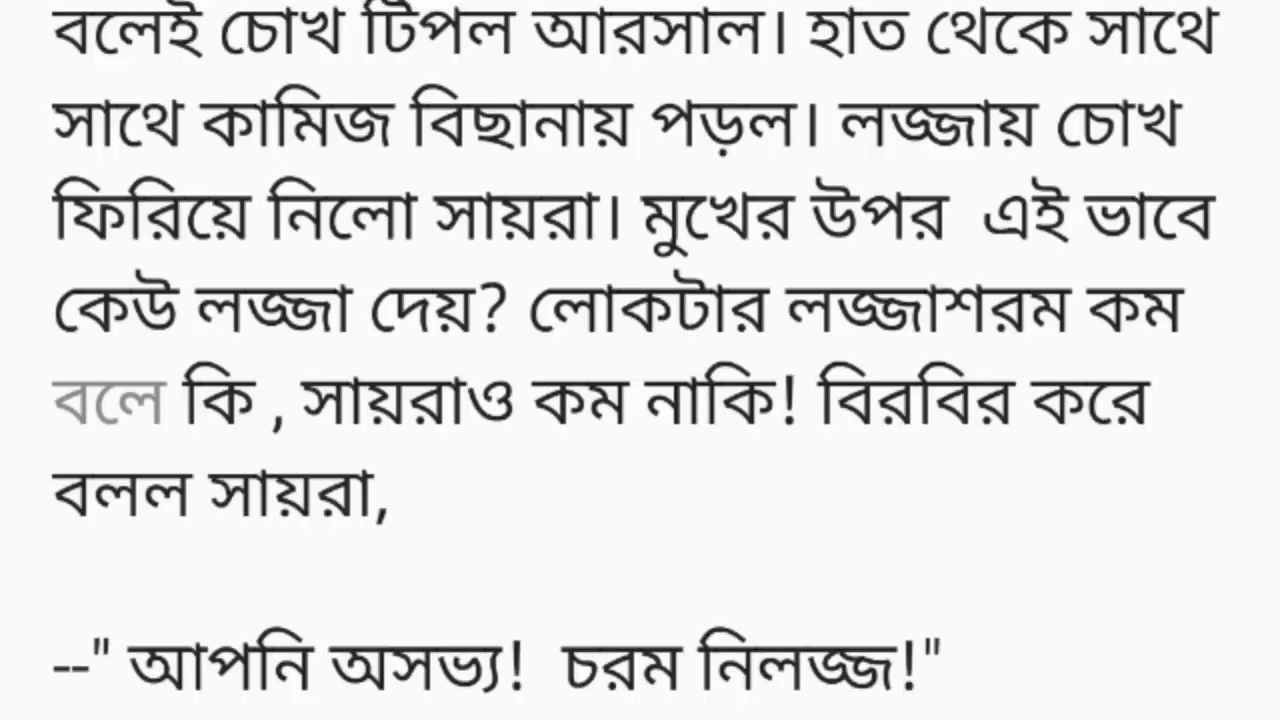 বলেই চোখ টিপল আরসাল। হাত থেকে সাথে
সাথে কামিজ বিছানায় পড়ল। লজ্জায় চোখ
ফিরিয়ে নিলো সায়রা। মুখের উপর  এই ভাবে
কেউ লজ্জা দেয়? লোকটার লজ্জাশরম কম
বলে কি , সায়রাও কম নাকি! বিরবির করে
বলল সায়রা,
--" আপনি অসভ্য!  চরম নিলজ্জ!"